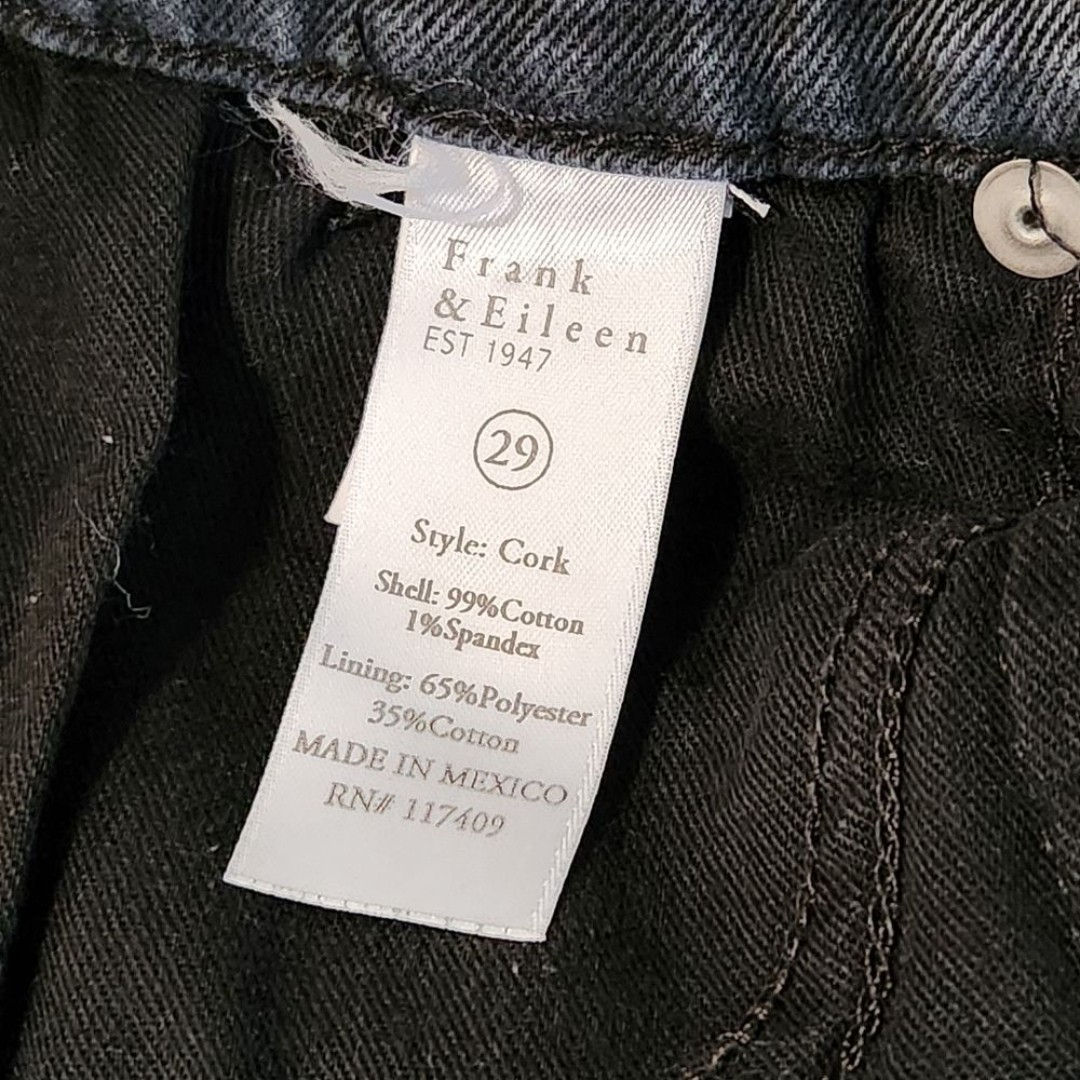 Frank
& Eileen
EST 1947
29
Style: Cork
Shell: 99%Cotton
1%Spandex
Lining: 65%Polyester
35%Cotton
MADE IN MEXICO
RN# 117409